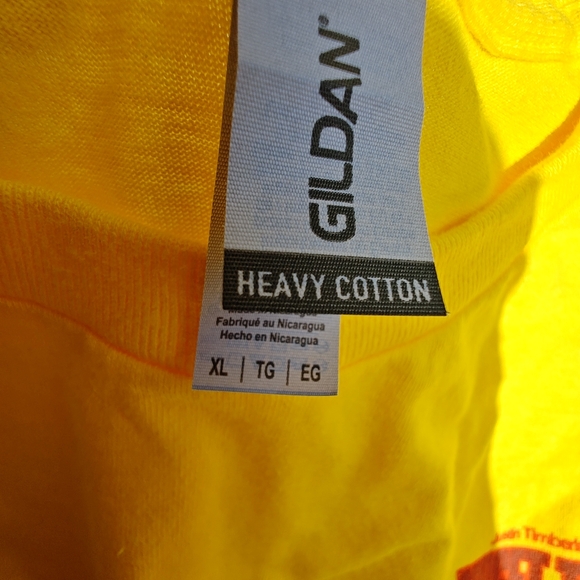 GILDAN®
HEAVY COTTON
Fabriqué au Nicaragua
Hecho en Nicaragua
XL | TG | EG